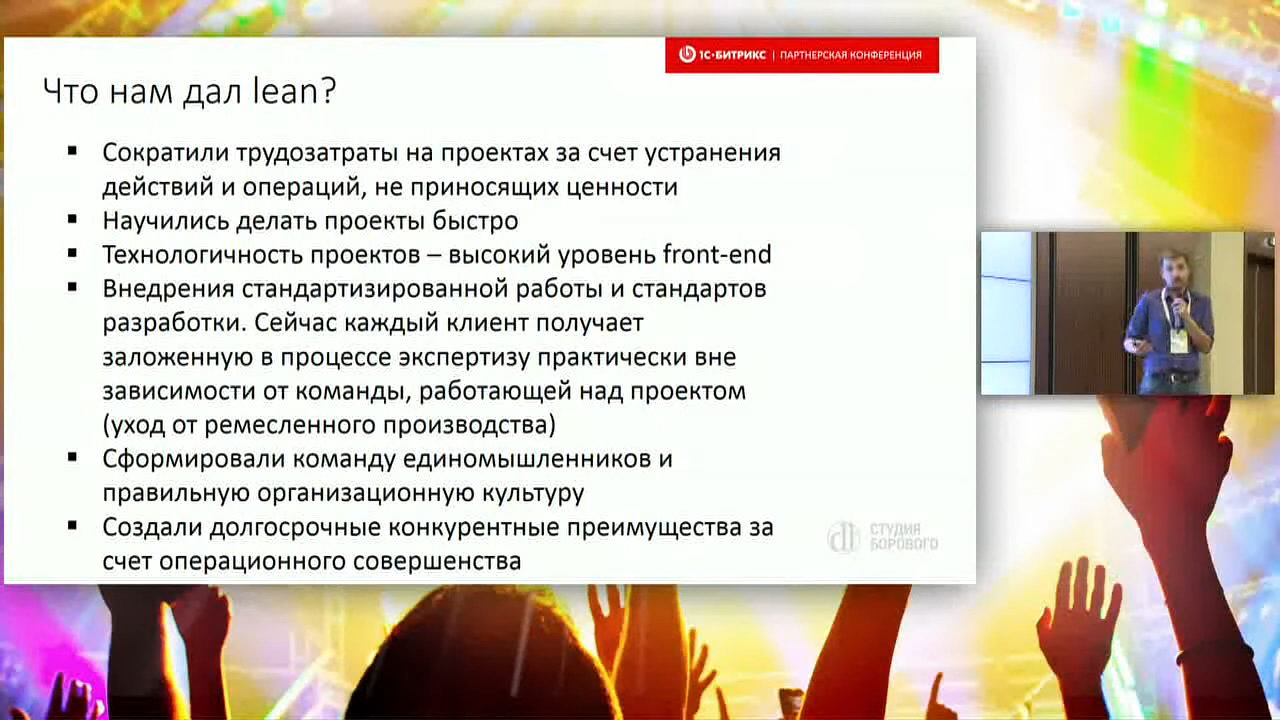 1С-БИТРИКС | ПАРТНЕРСКАЯ КОНФЕРЕНЦИЯ
Что нам дал lean?
▪ Сократили трудозатраты на проектах за счет устранения
действий и операций, не приносящих ценности
▪ Научились делать проекты быстро
▪ Технологичность проектов – высокий уровень front-end
▪ Внедрения стандартизированной работы и стандартов
разработки. Сейчас каждый клиент получает
заложенную в процессе экспертизу практически вне
зависимости от команды, работающей над проектом
(уход от ремесленного производства)
▪ Сформировали команду единомышленников и
правильную организационную культуру
▪ Создали долгосрочные конкурентные преимущества за
счет операционного совершенства
СТУДИЯ
БОРОВОГО